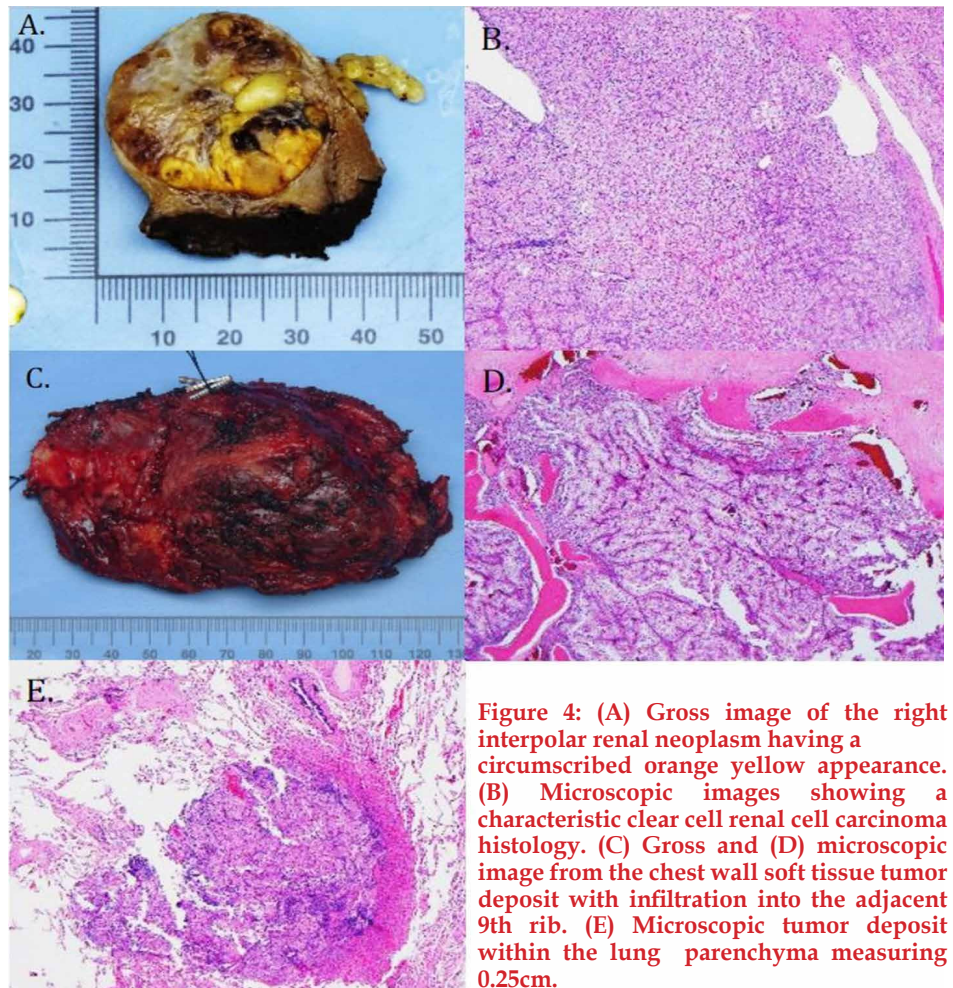 A.
40
30
20
10
10 20 30 40 50
B.
C.
20 30 40 50 60 70 80 90 100 110 120 13
D.
E.
Figure 4: (A) Gross image of the right
interpolar renal neoplasm having a
circumscribed orange yellow appearance.
(B) Microscopic images showing a
characteristic clear cell renal cell carcinoma
histology. (C) Gross and (D) microscopic
image from the chest wall soft tissue tumor
deposit with infiltration into the adjacent
9th rib. (E) Microscopic tumor deposit
within the lung parenchyma measuring
0.25cm.